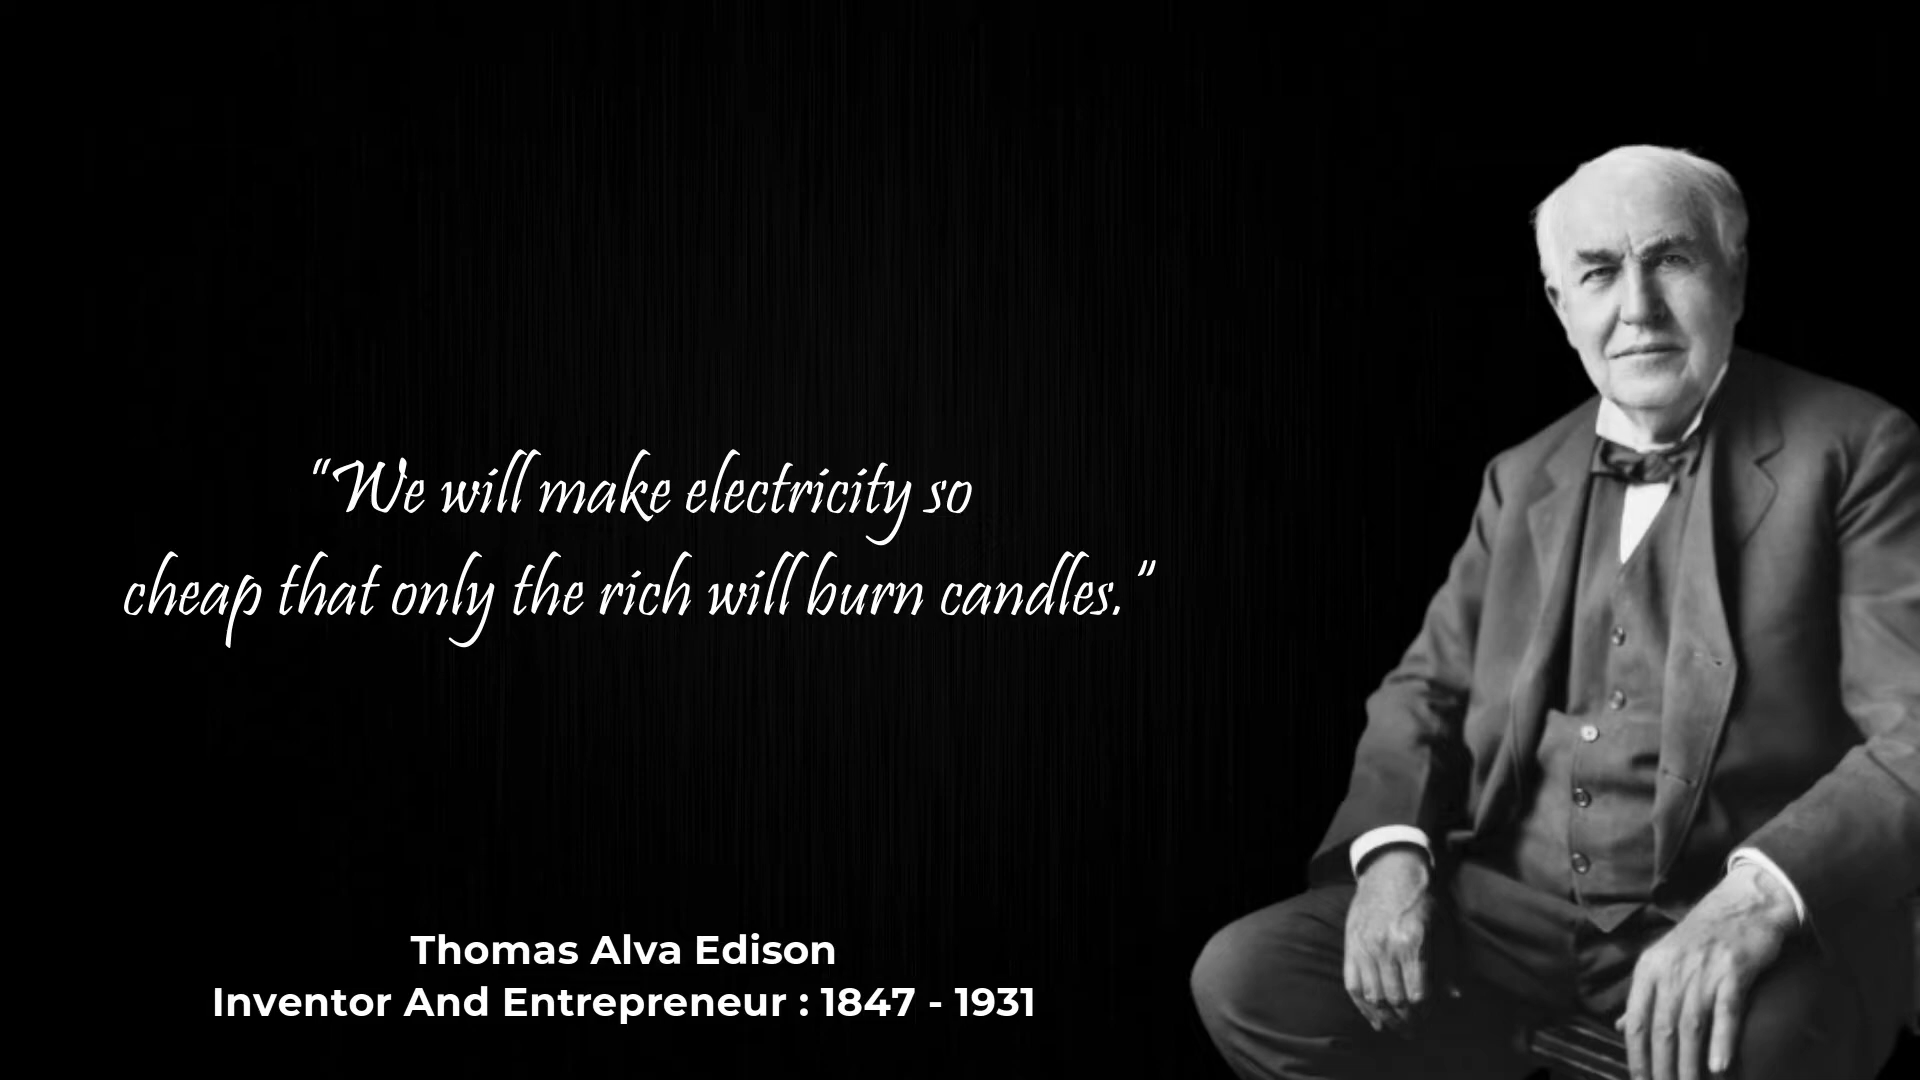 “We will make electricity so
cheap that only the rich will burn candles.”
Thomas Alva Edison
Inventor And Entrepreneur : 1847 - 1931